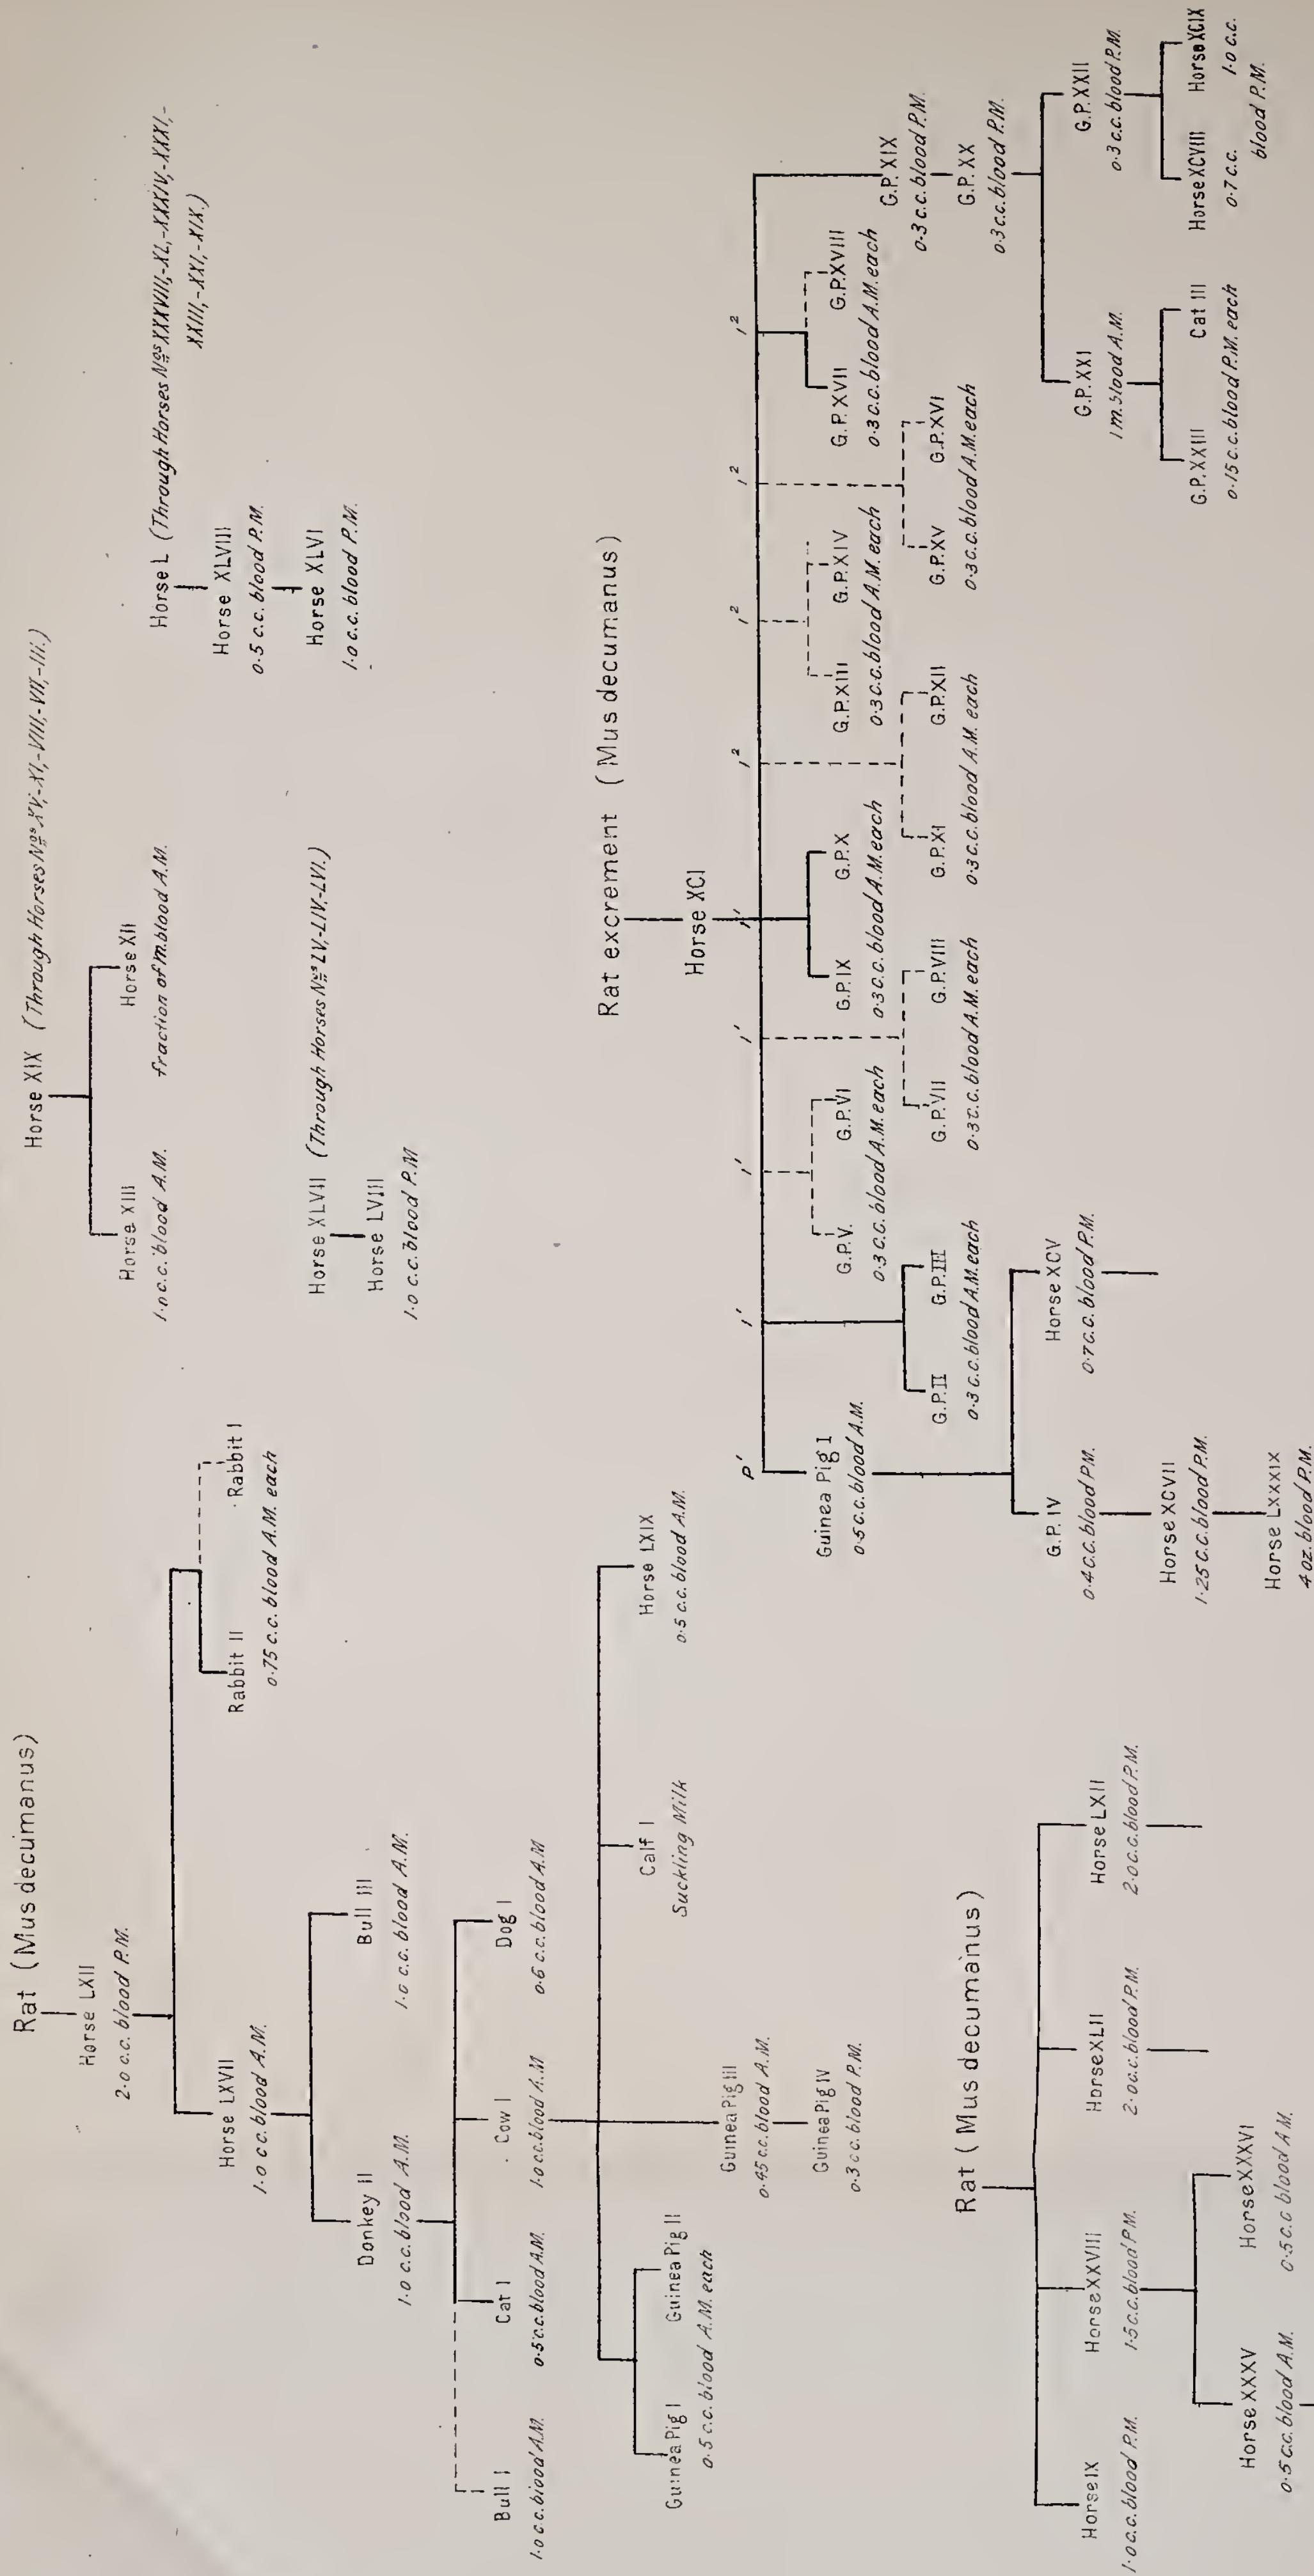 Rat (Mus decumanus)
Horse LXII
2·0 c.c. blood P.M.
Horse LXVII
1·0 c.c. blood A.M.
Rabbit II
Rabbit I
0·75 c.c. blood A.M. each
Donkey II
1·0 c.c. blood A.M.
Bull III
1·0 c.c. blood A.M.
Bull I
1·0 c.c. blood A.M.
Cat I
0·5 c.c. blood A.M.
Cow I
1·0 c.c. blood A.M
Dog I
0·6 c.c. blood A.M
Guinea Pig I
Guinea Pig II
0·5 c.c. blood A.M. each
Guinea Pig III
0·45 c.c. blood A.M.
Guinea Pig IV
0·3 c.c. blood P.M.
Calf I
Suckling Milk
Horse LXIX
0·5 c.c. blood A.M.
Rat (Mus decumanus)
Horse IX
1·0 c.c. blood P.M.
Horse XXVIII
1·5 c.c. blood P.M.
Horse XLII
2·0 c.c. blood P.M.
Horse LXII
2·0 c.c. blood P.M.
Horse XXXV
0·5 c.c. blood A.M.
Horse XXXVI
0·5 c.c blood A.M.
Horse XIX (Through Horses Nos XV,-XI,-VIII,-VII,-III.)
Horse XIII
1·0 c.c. blood A.M.
Horse XII
fraction of m. blood A.M.
Horse L (Through Horses Nos XXXVIII,-XL,-XXXIV,-XXXI,-
XXIII,-XXI,-XIX.)
Horse XLVIII
0·5 c.c. blood P.M.
Horse XLVI
1·0 c.c. blood P.M.
Horse XLVII (Through Horses Nos LV,-LIV,-LVI.)
Horse LVIII
1·0 c.c. blood P.M
Rat excrement (Mus decumanus)
Horse XCI
P' 1' 1' 1' 1' 1² 1² 1² 1²
Guinea Pig I
0·5 c.c. blood A.M.
G.P. II
G.P. III
0·3 c.c. blood A.M. each
G.P. V.
G.P. VI
0·3 c.c. blood A.M. each
G.P. VII
G.P. VIII
0·3 c.c. blood A.M. each
G.P. IX
G.P. X
0·3 c.c. blood A.M. each
G.P. XI
G.P. XII
0·3 c.c. blood A.M. each
G.P. XIII
G.P. XIV
0·3 c.c. blood A.M. each
G.P. XV
G.P. XVI
0·3 c.c. blood A.M. each
G.P. XVII
G.P. XVIII
0·3 c.c. blood A.M. each
G.P. XIX
0·3 c.c. blood P.M.
G.P. XX
0·3 c.c. blood P.M.
G.P. IV
0·4 c.c. blood P.M.
Horse XCV
0·7 c.c. blood P.M.
Horse XCVII
1·25 c.c. blood P.M.
Horse LXXXIX
4 oz. blood P.M.
G.P. XXI
1 m. blood A.M.
G.P. XXII
0·3 c.c. blood P.M.
G.P. XXIII
Cat III
0·15 c.c. blood P.M. each
Horse XCVIII
Horse XCIX
0·7 c.c.
1·0 c.c.
blood P.M.